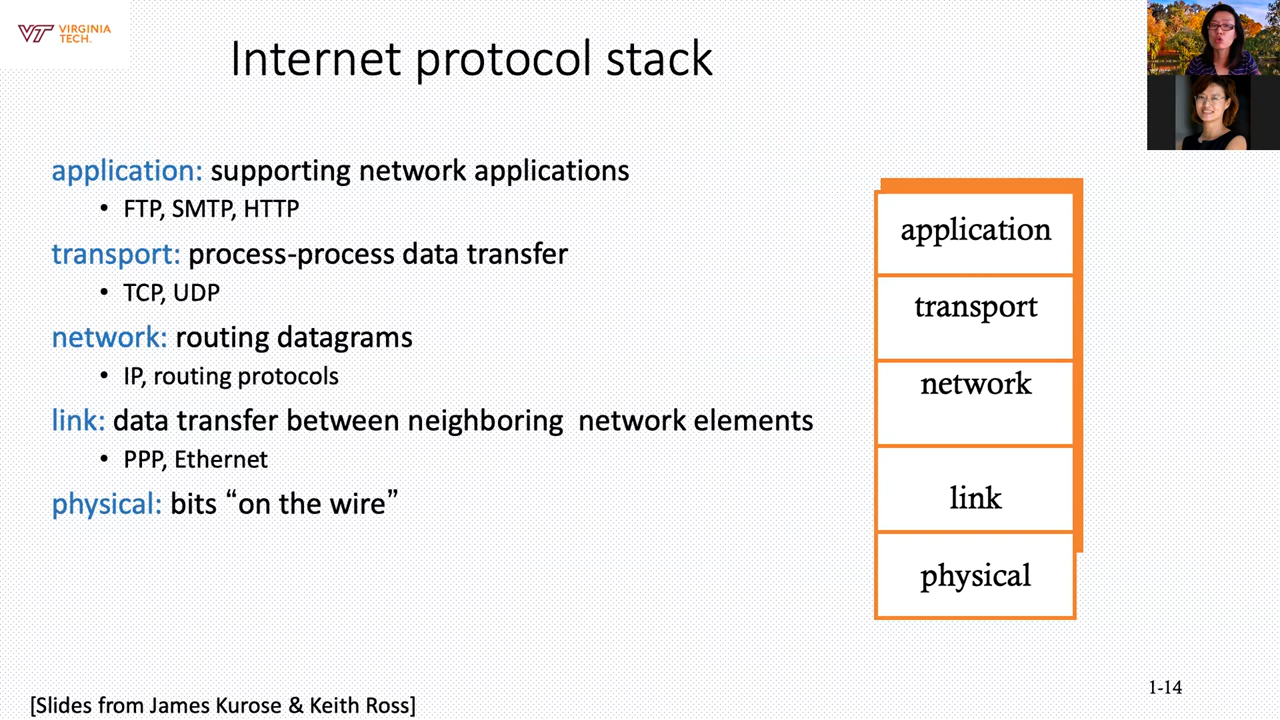 VT VIRGINIA
TECH.
Internet protocol stack
application: supporting network applications
• FTP, SMTP, HTTP
transport: process-process data transfer
• TCP, UDP
network: routing datagrams
• IP, routing protocols
link: data transfer between neighboring network elements
• PPP, Ethernet
physical: bits “on the wire”
application
transport
network
link
physical
1-14
[Slides from James Kurose & Keith Ross]